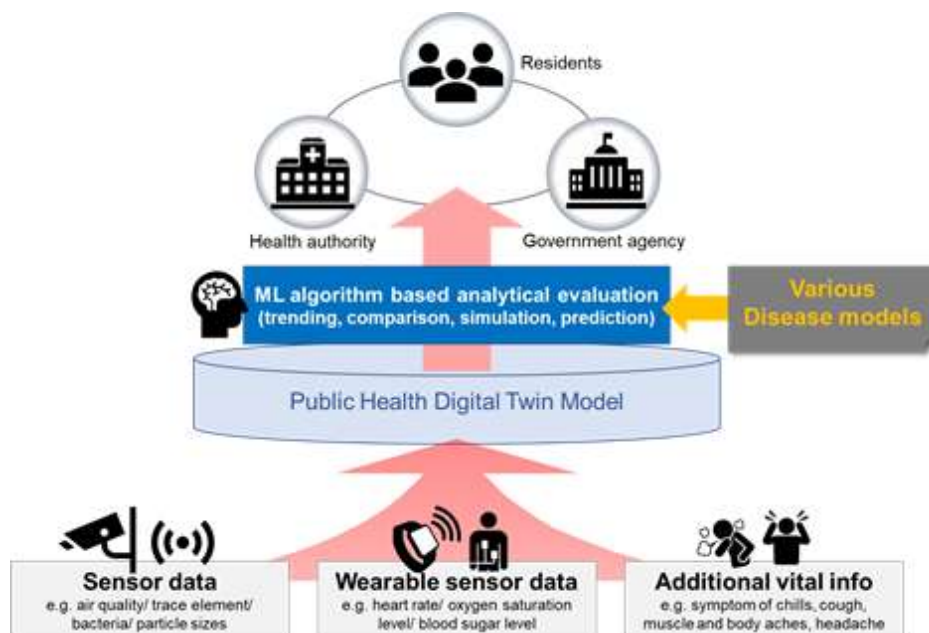 Residents
Health authority
Government agency
ML algorithm based analytical evaluation
(trending, comparison, simulation, prediction)
Various
Disease models
Public Health Digital Twin Model
Sensor data
e.g. air quality/ trace element/
bacteria/ particle sizes
Wearable sensor data
e.g. heart rate/ oxygen saturation
level/ blood sugar level
Additional vital info
e.g. symptom of chills, cough,
muscle and body aches, headache